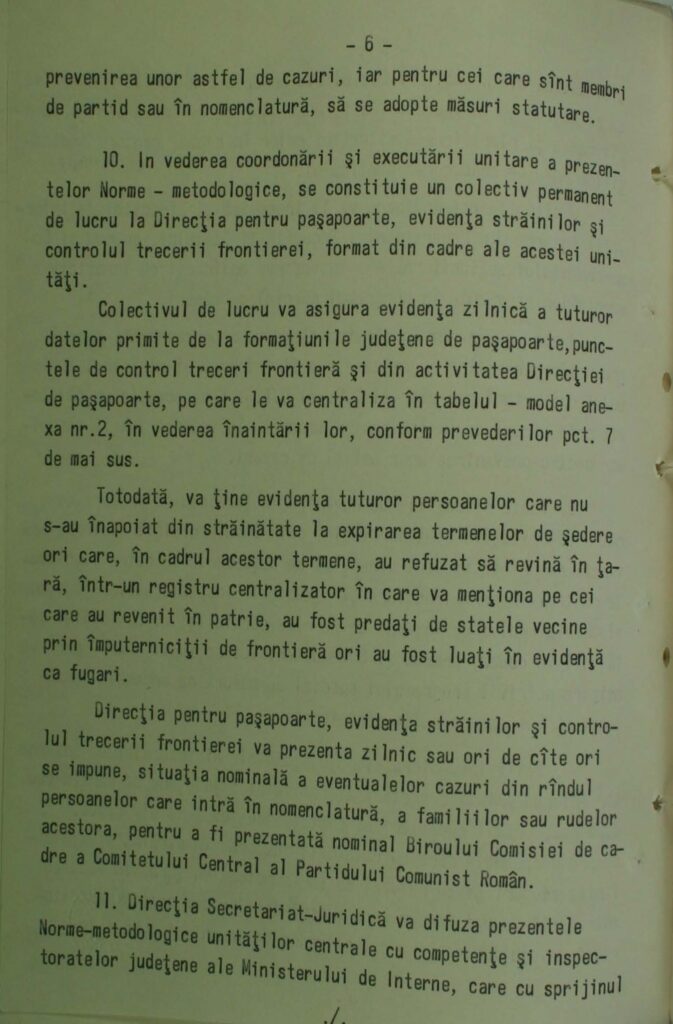 - 6 -
prevenirea unor astfel de cazuri, iar pentru cei care sînt membri
de partid sau în nomenclatură, să se adopte măsuri statutare.
10. In vederea coordonării şi executării unitare a prezen-
telor Norme - metodologice, se constituie un colectiv permanent
de lucru la Direcţia pentru paşapoarte, evidenţa străinilor şi
controlul trecerii frontierei, format din cadre ale acestei uni-
tăţi.
Colectivul de lucru va asigura evidenţa zilnică a tuturor
datelor primite de la formaţiunile judeţene de paşapoarte,punc-
tele de control treceri frontieră şi din activitatea Direcţiei
de paşapoarte, pe care le va centraliza în tabelul - model ane-
xa nr.2, în vederea înaintării lor, conform prevederilor pct. 7
de mai sus.
Totodată, va ţine evidenţa tuturor persoanelor care nu
s-au înapoiat din străinătate la expirarea termenelor de şedere
ori care, în cadrul acestor termene, au refuzat să revină în ţa-
ră, într-un registru centralizator în care va menţiona pe cei
care au revenit în patrie, au fost predaţi de statele vecine
prin împuterniciţii de frontieră ori au fost luaţi în evidenţă
ca fugari.
Direcţia pentru paşapoarte, evidenţa străinilor şi contro-
lul trecerii frontierei va prezenta zilnic sau ori de cîte ori
se impune, situaţia nominală a eventualelor cazuri din rîndul
persoanelor care intră în nomenclatură, a familiilor sau rudelor
acestora, pentru a fi prezentată nominal Biroului Comisiei de ca-
dre a Comitetului Central al Partidului Comunist Român.
11. Direcţia Secretariat-Juridică va difuza prezentele
Norme-metodologice unităţilor centrale cu competenţe şi inspec-
toratelor judeţene ale Ministerului de Interne, care cu sprijinul
./.